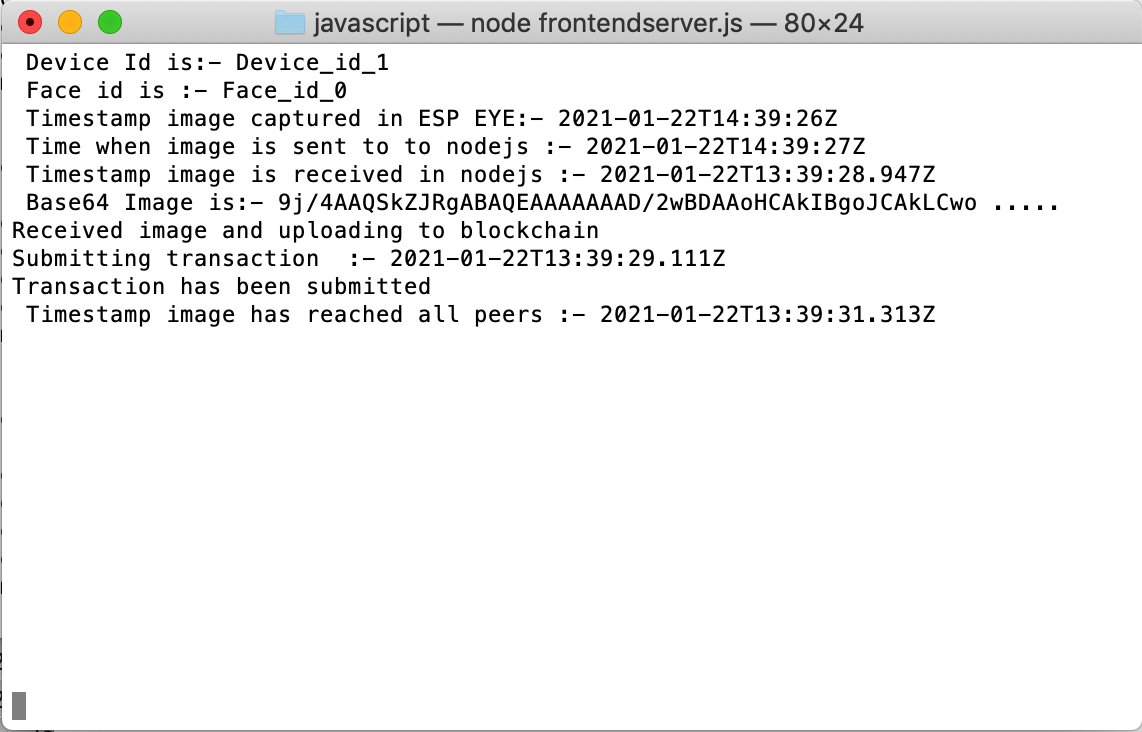 javascript — node frontendserver.js — 80×24
Device Id is:- Device_id_1
Face id is :- Face_id_0
Timestamp image captured in ESP EYE:- 2021-01-22T14:39:26Z
Time when image is sent to to nodejs :- 2021-01-22T14:39:27Z
Timestamp image is received in nodejs :- 2021-01-22T13:39:28.947Z
Base64 Image is:- 9j/4AAQSkZJRgABAQEAAAAAAAD/2wBDAAoHCAkIBgoJCAkLCwo .....
Received image and uploading to blockchain
Submitting transaction  :- 2021-01-22T13:39:29.111Z
Transaction has been submitted
Timestamp image has reached all peers :- 2021-01-22T13:39:31.313Z